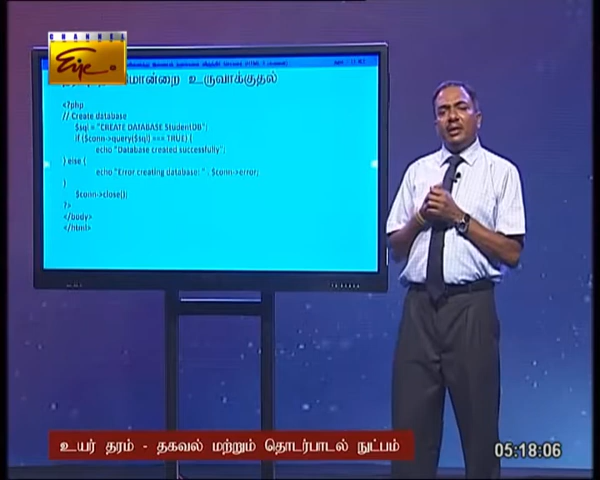 CHANNEL
Eye
உருவாக்குதல்
<?php
// Create database
$sql = "CREATE DATABASE StudentDB";
if ($conn->query($sql) === TRUE) {
echo "Database created successfully";
} else {
echo "Error creating database: " . $conn->error;
}
$conn->close();
?>
</body>
</html>
உயர் தரம் - தகவல் மற்றும் தொடர்பாடல் நுட்பம்
05:18:06